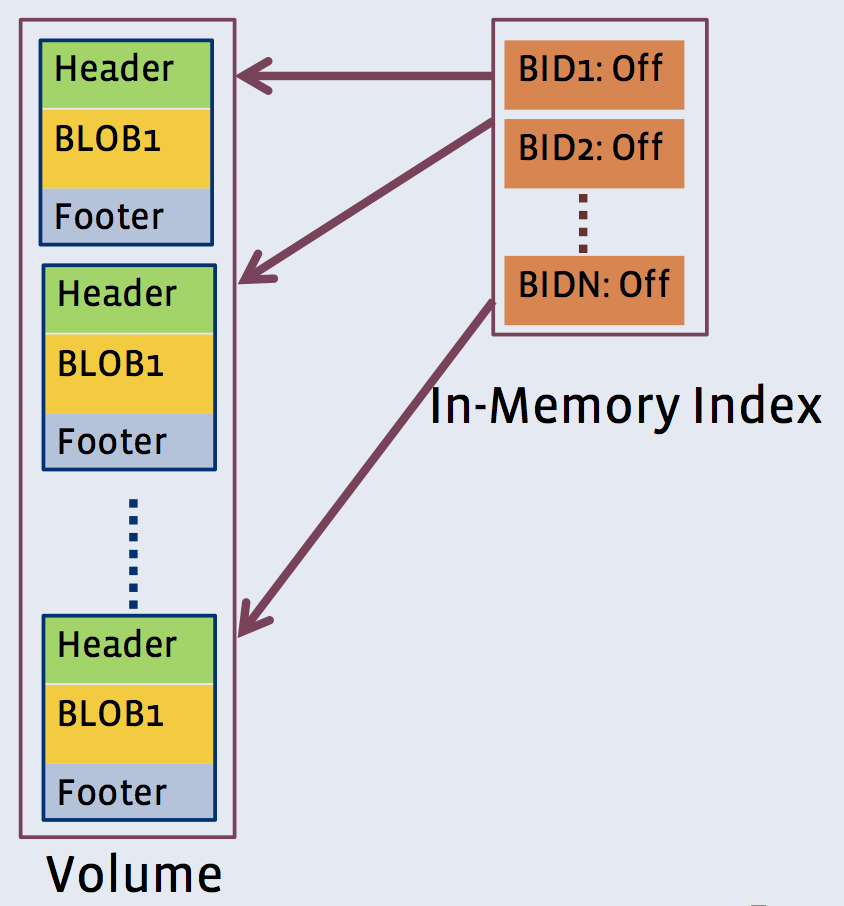 Header
BLOB1
Footer
Header
BLOB1
Footer
Header
BLOB1
Footer
Volume
BID1: Off
BID2: Off
BIDN: Off
In-Memory Index